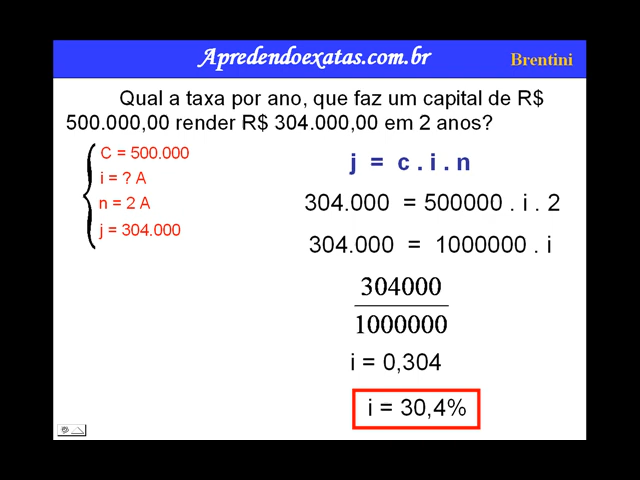 Apredendoexatas.com.br
Brentini
Qual a taxa por ano, que faz um capital de R$
500.000,00 render R$ 304.000,00 em 2 anos?
C = 500.000
i = ? A
n = 2 A
j = 304.000
j = c . i . n
304.000 = 500000 . i . 2
304.000 = 1000000 . i
304000
1000000
i = 0,304
i = 30,4%